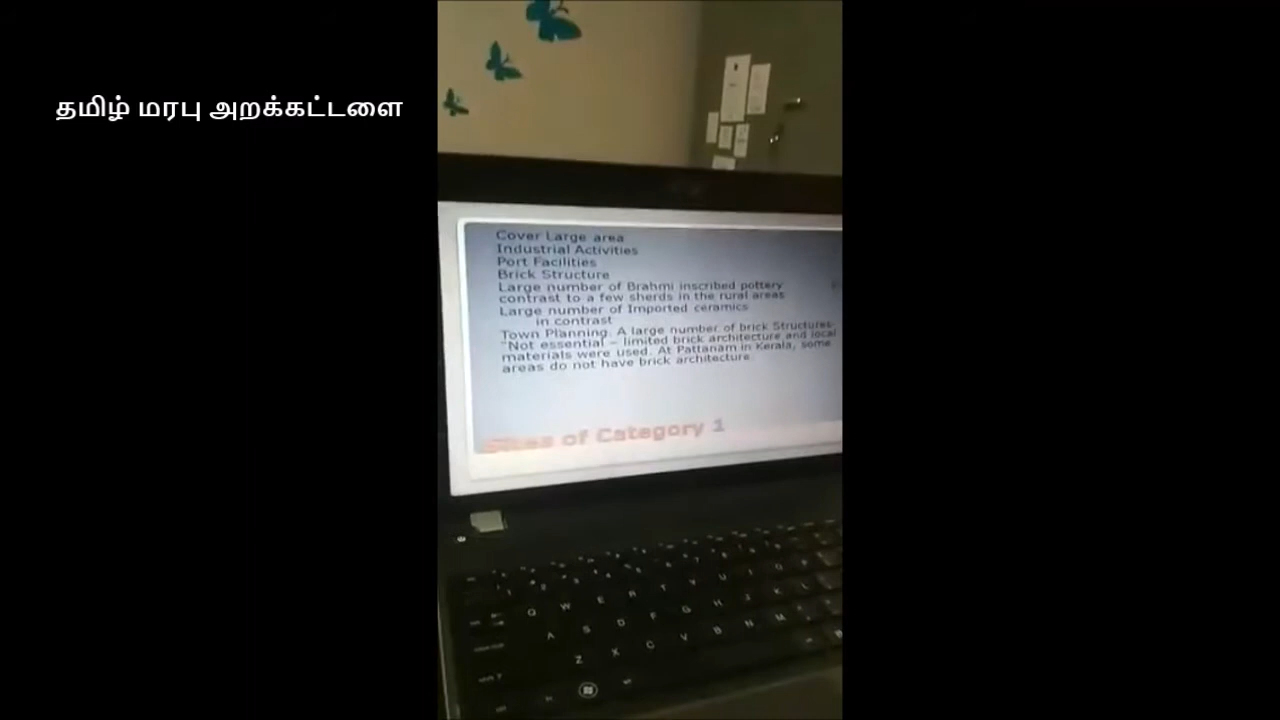 தமிழ் மரபு அறக்கட்டளை
Cover Large area
Industrial Activities
Port Facilities
Brick Structure
Large number of Brahmi inscribed pottery
contrast to a few sherds in the rural areas
Large number of Imported ceramics
in contrast
Town Planning. A large number of brick Structures-
"Not essential – limited brick architecture and local
materials were used. At Pattanam in Kerala, some
areas do not have brick architecture.
Sites of Category 1
Q W E R T Y U I O P
A S D F G H J K L
Z X C V B N M